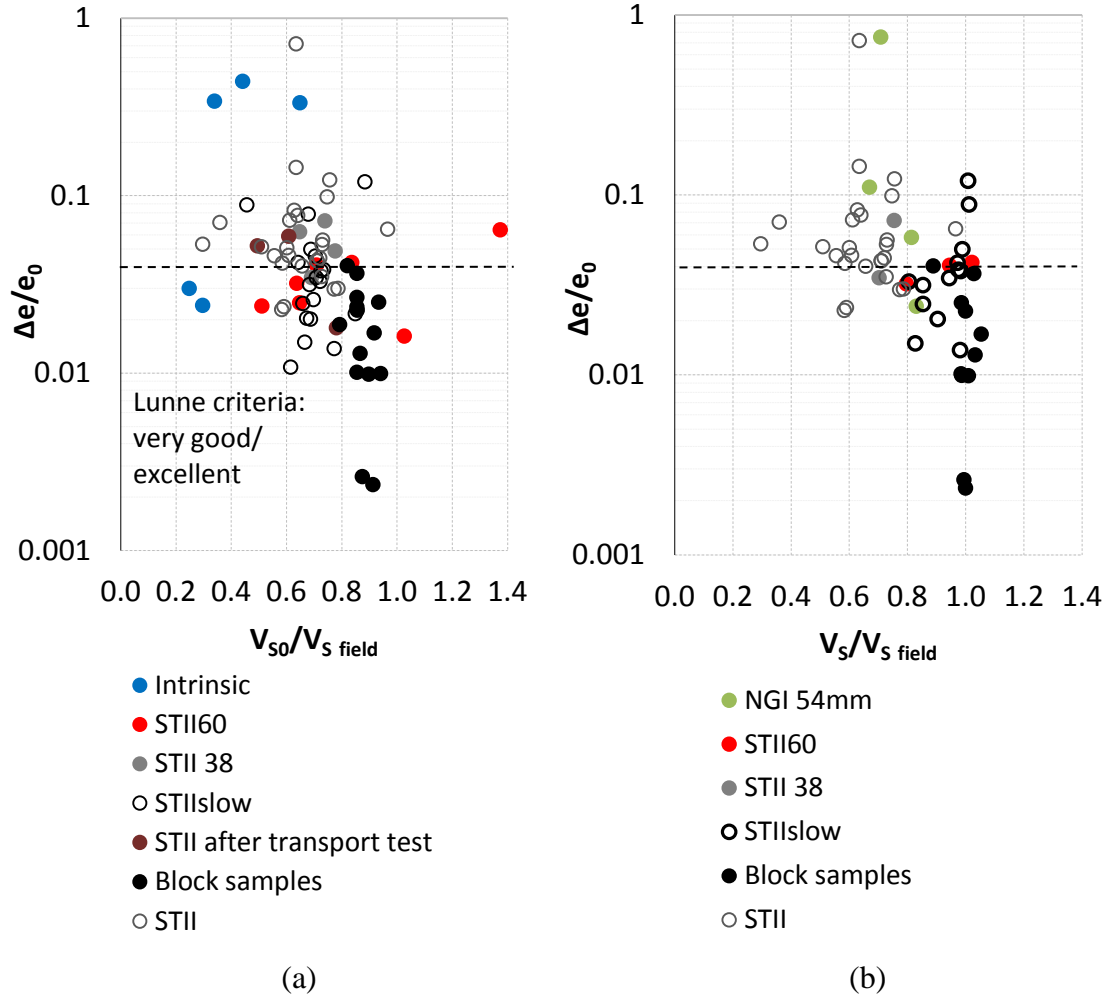 1
0.1
0.01
0.001
Δe/e0
Lunne criteria:
very good/
excellent
0.0 0.2 0.4 0.6 0.8 1.0 1.2 1.4
VS0/VS field
Intrinsic
STII60
STII 38
STIIslow
STII after transport test
Block samples
STII
(a)
1
0.1
0.01
0.001
Δe/e0
0.0 0.2 0.4 0.6 0.8 1.0 1.2 1.4
VS/VS field
NGI 54mm
STII60
STII 38
STIIslow
Block samples
STII
(b)